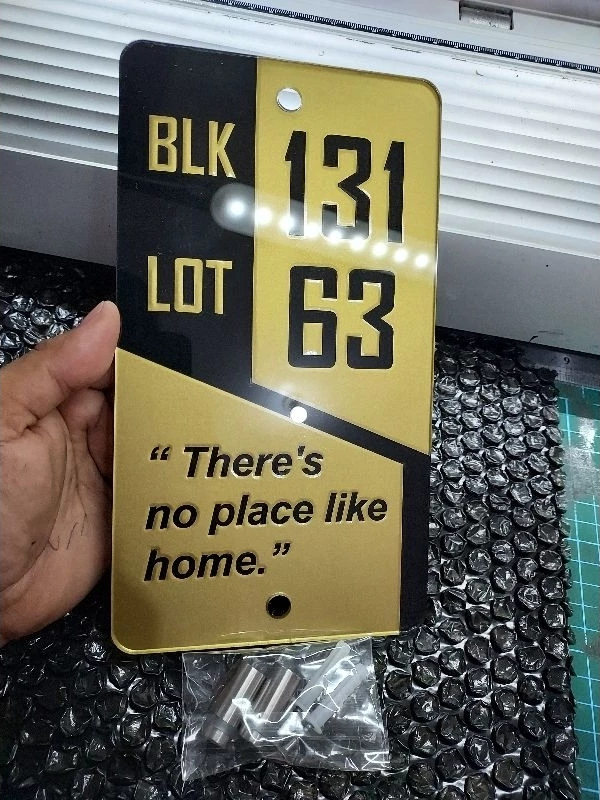 BLK 131
LOT 63
“ There's
no place like
home.”